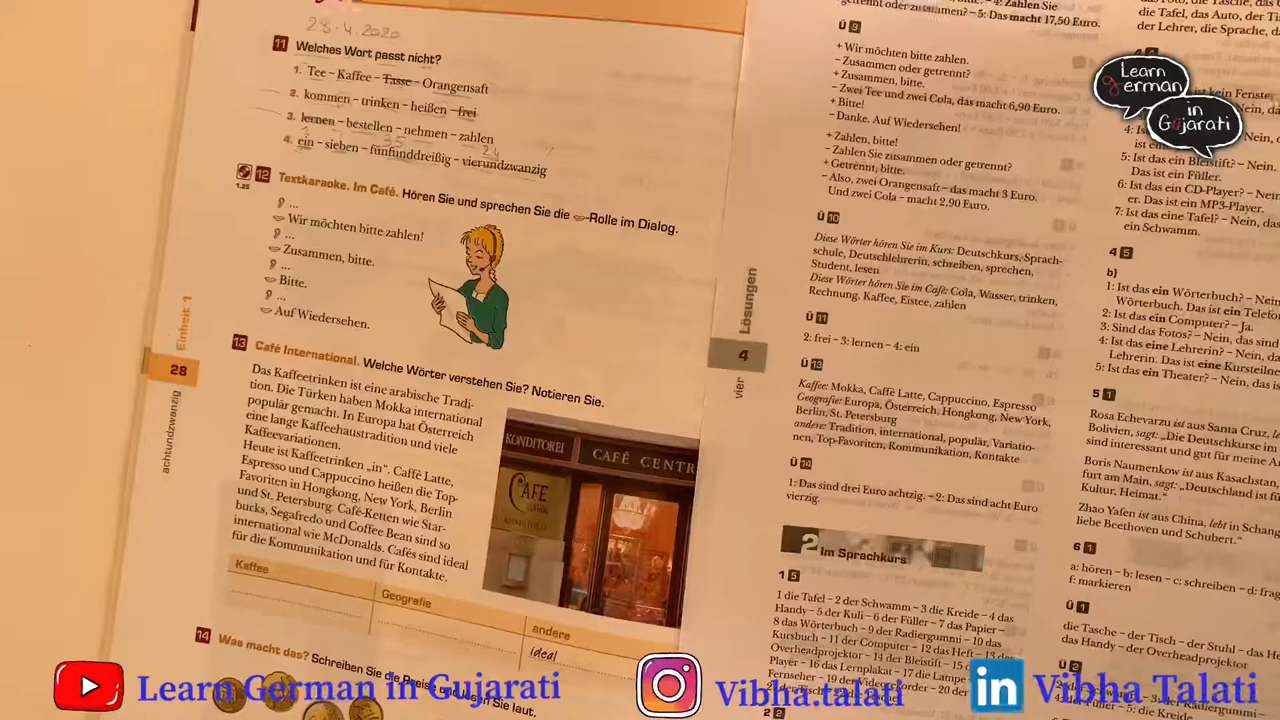 28.4.2020
11 Welches Wort passt nicht?
1. Tee – Kaffee – Tasse – Orangensaft
2. kommen – trinken – heißen – frei
3. lernen – bestellen – nehmen – zahlen
4. ein – sieben – fünfunddreißig – vierundzwanzig
35
24
12 Textkaraoke. Im Café. Hören Sie und sprechen Sie die -Rolle im Dialog.
1.25
...
Wir möchten bitte zahlen!
...
Zusammen, bitte.
...
Bitte.
...
Auf Wiedersehen.
13 Café International. Welche Wörter verstehen Sie? Notieren Sie.
Das Kaffeetrinken ist eine arabische Tradi-
tion. Die Türken haben Mokka international
populär gemacht. In Europa hat Österreich
eine lange Kaffeehaustradition und viele
Kaffeevariationen.
Heute ist Kaffeetrinken „in“. Caffè Latte,
Espresso und Cappuccino heißen die Top-
Favoriten in Hongkong, New York, Berlin
und St. Petersburg. Café-Ketten wie Star-
bucks, Segafredo und Coffee Bean sind so
international wie McDonalds. Cafés sind ideal
für die Kommunikation und für Kontakte.
KONDITOREI
CAFÉ CENTR
CAFE
Kaffee
Geografie
andere
ideal
14 Was macht das? Schreiben Sie die Preise und lesen Sie laut.
Einheit 1
28
achtundzwanzig
getrennt oder zusammen? – 5: Das macht 17,50 Euro.
Ü 9
+ Wir möchten bitte zahlen.
– Zusammen oder getrennt?
+ Zusammen, bitte.
– Zwei Tee und zwei Cola, das macht 6,90 Euro.
+ Bitte!
– Danke. Auf Wiedersehen!
+ Zahlen, bitte!
– Zahlen Sie zusammen oder getrennt?
+ Getrennt, bitte.
– Also, zwei Orangensaft – das macht 3 Euro.
Und zwei Cola – macht 2,90 Euro.
Ü 10
Diese Wörter hören Sie im Kurs: Deutschkurs, Sprach-
schule, Deutschlehrerin, schreiben, sprechen,
Student, lesen
Diese Wörter hören Sie im Café: Cola, Wasser, trinken,
Rechnung, Kaffee, Eistee, zahlen
Ü 11
2: frei – 3: lernen – 4: ein
Ü 13
Kaffee: Mokka, Caffè Latte, Cappuccino, Espresso
Geografie: Europa, Österreich, Hongkong, New York,
Berlin, St. Petersburg
andere: Tradition, international, populär, Variatio-
nen, Top-Favoriten, Kommunikation, Kontakte
Ü 14
1: Das sind drei Euro achtzig. – 2: Das sind acht Euro
vierzig.
2 Im Sprachkurs
1 5
1 die Tafel – 2 der Schwamm – 3 die Kreide – 4 das
Handy – 5 der Kuli – 6 der Füller – 7 das Papier –
8 das Wörterbuch – 9 der Radiergummi – 10 das
Kursbuch – 11 der Computer – 12 das Heft – 13 der
Overheadprojektor – 14 der Bleistift – 15
Player – 16 das Lernplakat – 17 die Lampe
Fernseher – 19 der Videorekorder – 20 der
2 2
Lösungen
4
vier
die Tafel, das Auto, der
der Lehrer, die Sprache, d
kein Fenster
5: Ist das ein Bleistift? – Nein,
Das ist ein Füller.
6: Ist das ein CD-Player? – Nein
er. Das ist ein MP3-Player.
7: Ist das eine Tafel? – Nein, das
ein Schwamm.
4 5
b)
1: Ist das ein Wörterbuch? – Nein
Wörterbuch. Das ist ein Telefon
2: Ist das ein Computer? – Ja.
3: Sind das Fotos? – Nein, das sind
4: Ist das eine Lehrerin? – Nein, da
Lehrerin. Das ist eine Kursteilne
5: Ist das ein Theater? – Nein, das is
5 1
Rosa Echevarzu ist aus Santa Cruz, le
Bolivien, sagt: „Die Deutschkurse in
sind interessant und gut für meine A
Boris Naumenkow ist aus Kasachstan,
furt am Main, sagt: „Deutschland ist f
Kultur, Heimat.“
Zhao Yafen ist aus China, lebt in Schang
liebe Beethoven und Schubert.“
6 1
a: hören – b: lesen – c: schreiben – d: frag
f: markieren
Ü 1
die Tasche – der Tisch – der Stuhl – das He
das Handy – der Overheadprojektor
Ü 2
Learn
german
in
Gujarati
Learn German in Gujarati
Vibha.talati
in Vibha Talati